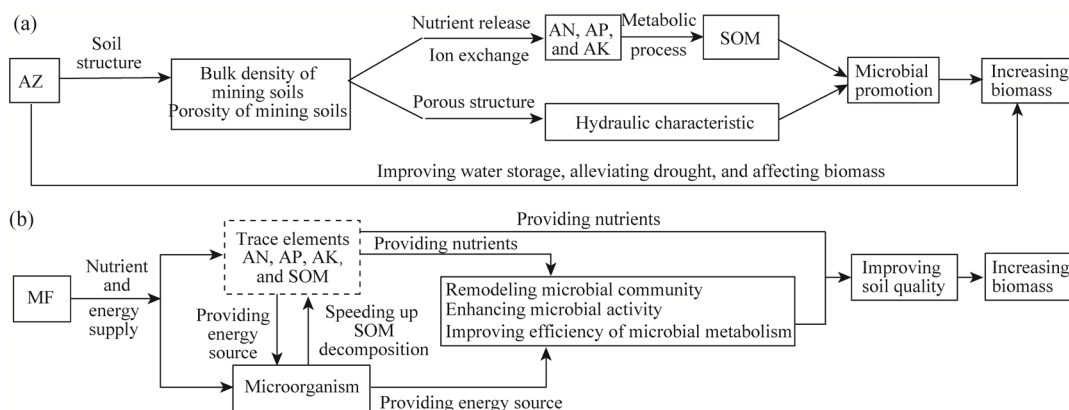 (a)
AZ
Soil
structure
Bulk density of
mining soils
Porosity of mining soils
Nutrient release
Ion exchange
AN, AP,
and AK
Metabolic
process
SOM
Porous structure
Hydraulic characteristic
Microbial
promotion
Increasing
biomass
Improving water storage, alleviating drought, and affecting biomass
(b)
MF
Nutrient
and
energy
supply
Trace elements
AN, AP, AK,
and SOM
Providing nutrients
Providing nutrients
Providing
energy
source
Speeding up
SOM
decomposition
Microorganism
Remodeling microbial community
Enhancing microbial activity
Improving efficiency of microbial metabolism
Providing energy source
Improving
soil quality
Increasing
biomass